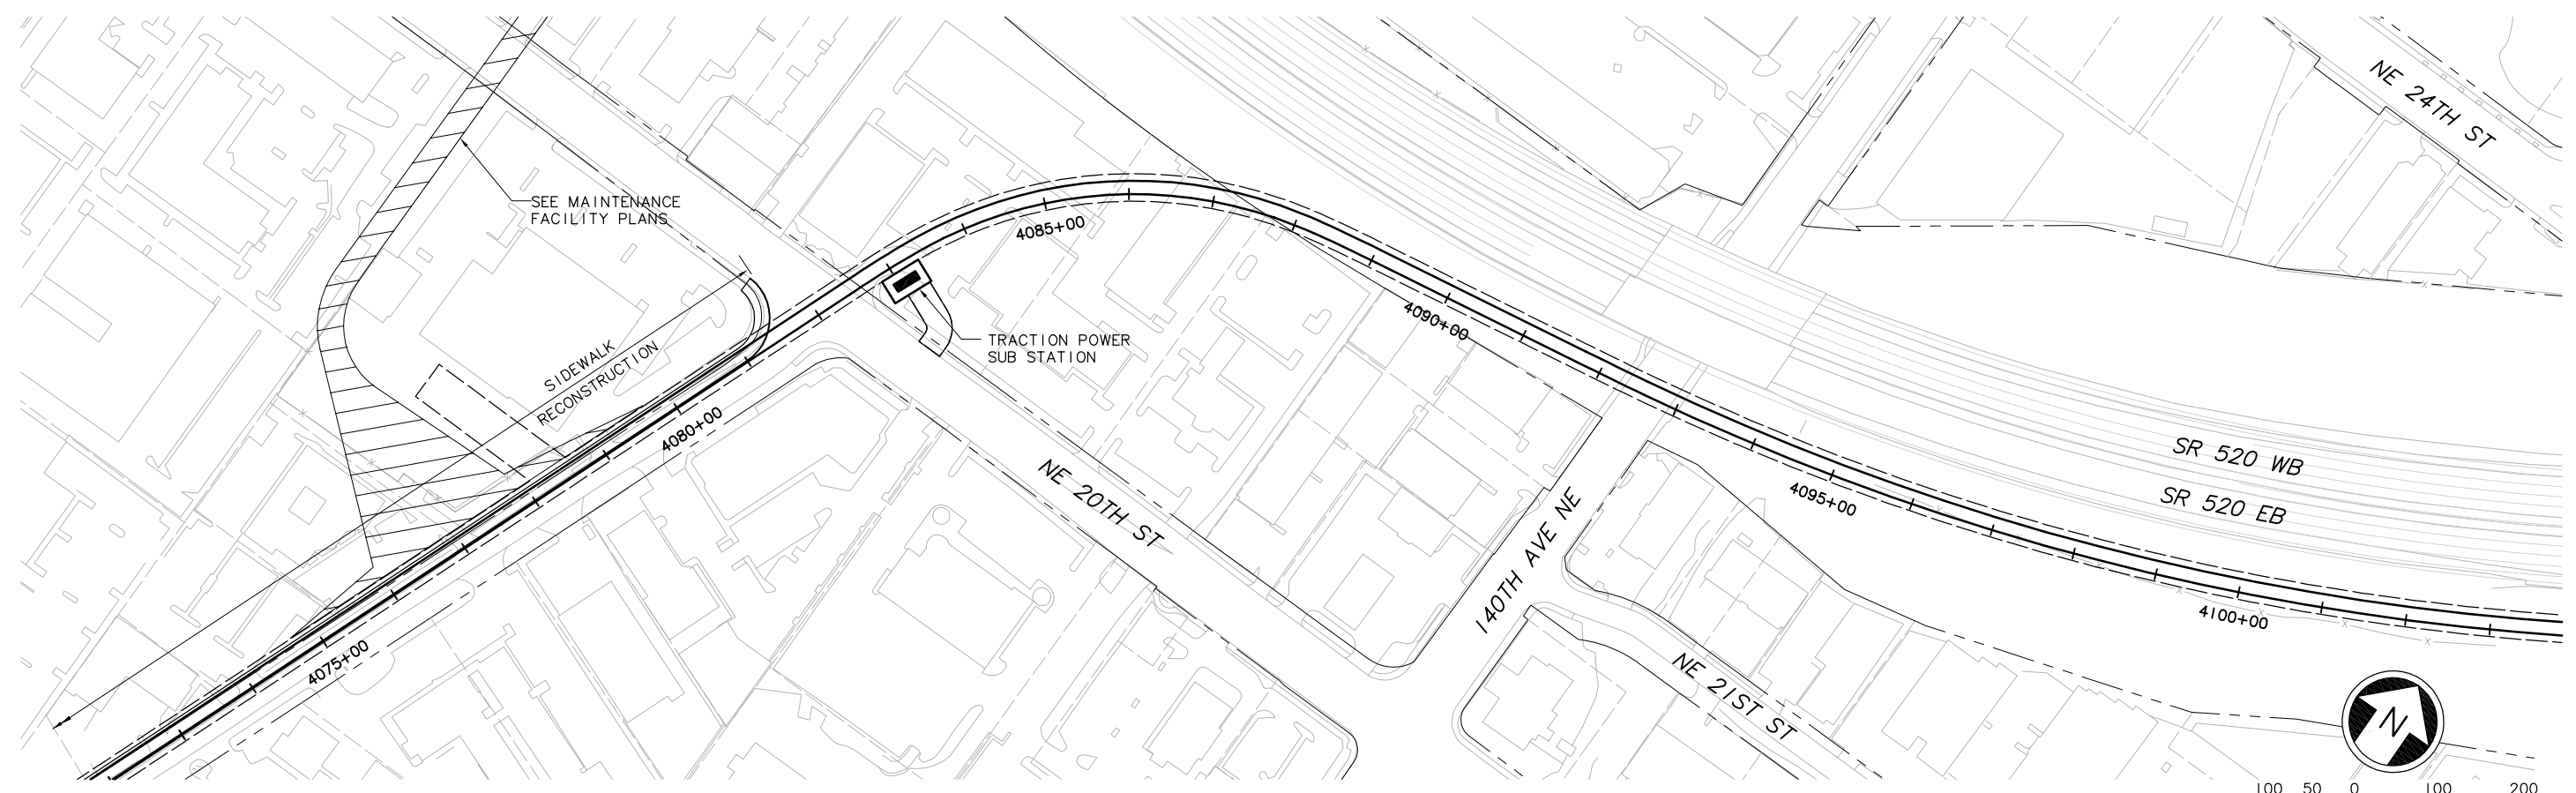 NE 24TH ST
SEE MAINTENANCE
FACILITY PLANS
4085+00
4090+00
TRACTION POWER
SUB STATION
SIDEWALK
RECONSTRUCTION
4080+00
SR 520 WB
SR 520 EB
NE 20TH ST
4095+00
140TH AVE NE
4100+00
4075+00
NE 21ST ST
N
100 50 0 100 200